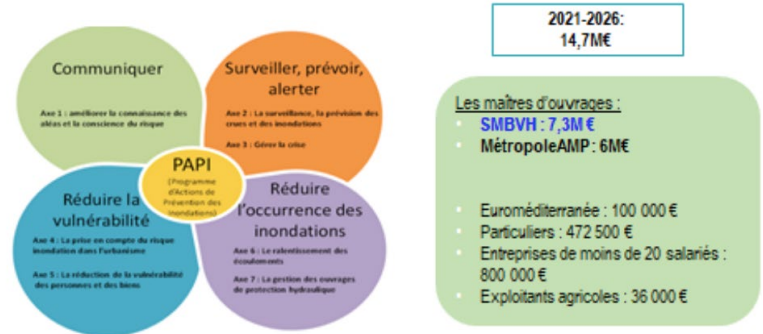 Communiquer
Axe 1 : améliorer la connaissance des
aléas et la conscience du risque
Surveiller, prévoir,
alerter
Axe 2 : La surveillance, la prévision des
crues et des inondations
Axe 3 : Gérer la crise
PAPI
(Programme
d'Actions de
Prévention des
Inondations)
Réduire la
vulnérabilité
Axe 4 : La prise en compte du risque
inondation dans l'urbanisme
Axe 5 : La réduction de la vulnérabilité
des personnes et des biens
Réduire
l'occurrence des
inondations
Axe 6 : Le ralentissement des
écoulements
Axe 7 : La gestion des ouvrages
de protection hydraulique
2021-2026:
14,7M€
Les maîtres d'ouvrages :
• SMBVH : 7,3M €
• MétropoleAMP: 6M€
• Euroméditerranée : 100 000 €
• Particuliers : 472 500 €
• Entreprises de moins de 20 salariés :
800 000 €
• Exploitants agricoles : 36 000 €